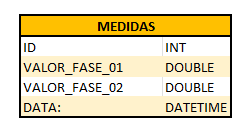 MEDIDAS
ID INT
VALOR_FASE_01 DOUBLE
VALOR_FASE_02 DOUBLE
DATA: DATETIME